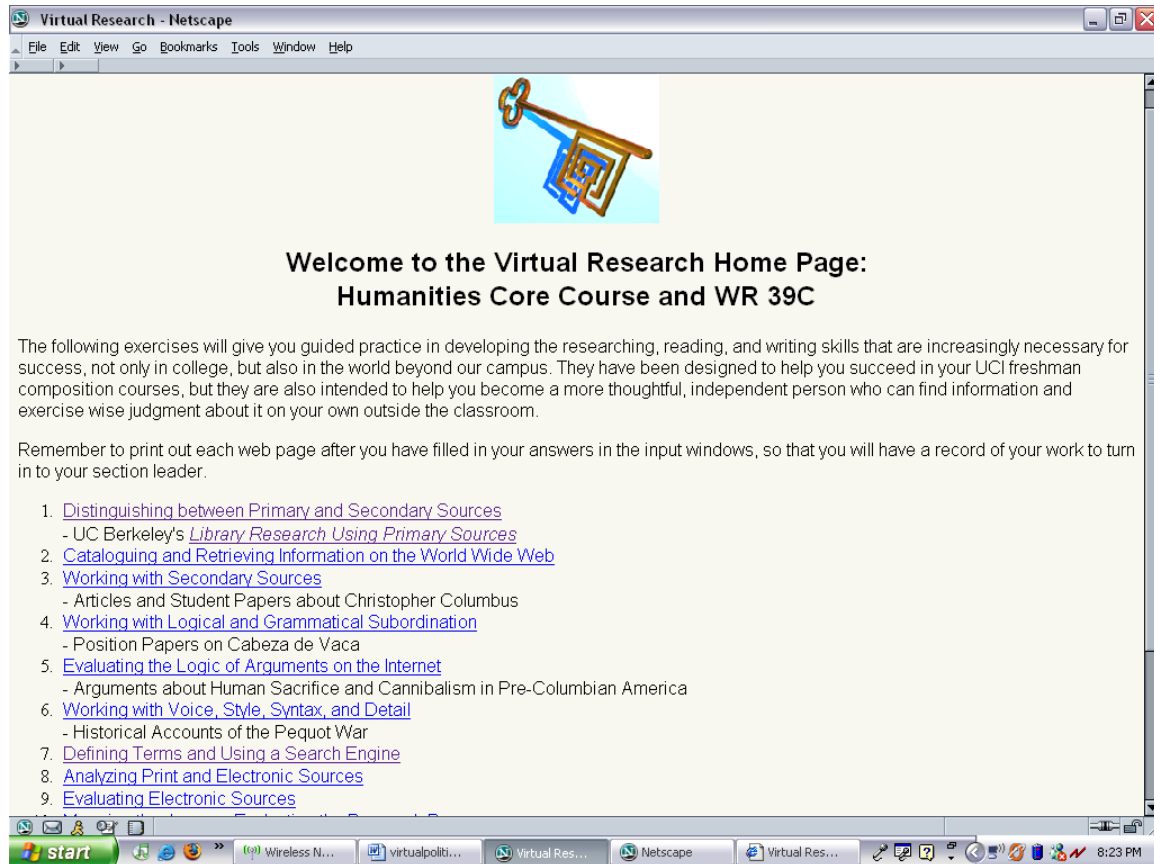 Virtual Research - Netscape
File Edit View Go Bookmarks Tools Window Help
Welcome to the Virtual Research Home Page:
Humanities Core Course and WR 39C
The following exercises will give you guided practice in developing the researching, reading, and writing skills that are increasingly necessary for
success, not only in college, but also in the world beyond our campus. They have been designed to help you succeed in your UCI freshman
composition courses, but they are also intended to help you become a more thoughtful, independent person who can find information and
exercise wise judgment about it on your own outside the classroom.
Remember to print out each web page after you have filled in your answers in the input windows, so that you will have a record of your work to turn
in to your section leader.
1. Distinguishing between Primary and Secondary Sources
- UC Berkeley's Library Research Using Primary Sources
2. Cataloguing and Retrieving Information on the World Wide Web
3. Working with Secondary Sources
- Articles and Student Papers about Christopher Columbus
4. Working with Logical and Grammatical Subordination
- Position Papers on Cabeza de Vaca
5. Evaluating the Logic of Arguments on the Internet
- Arguments about Human Sacrifice and Cannibalism in Pre-Columbian America
6. Working with Voice, Style, Syntax, and Detail
- Historical Accounts of the Pequot War
7. Defining Terms and Using a Search Engine
8. Analyzing Print and Electronic Sources
9. Evaluating Electronic Sources
start Wireless N... virtualpoliti... Virtual Res... Netscape Virtual Res... 8:23 PM